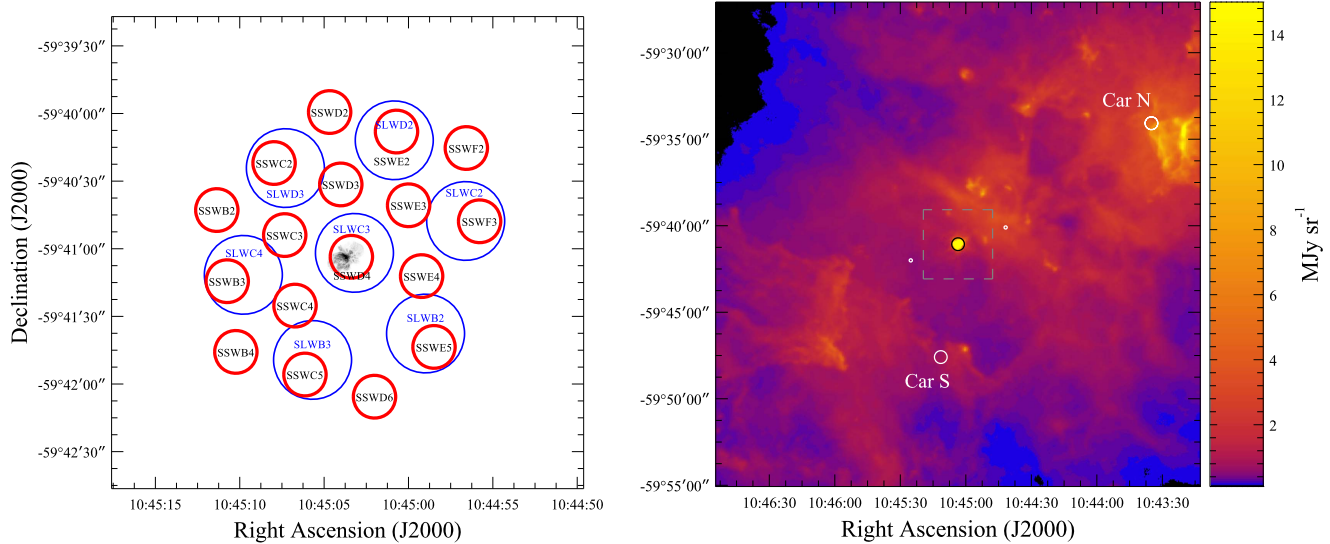 -59°39′30″
-59°40′00″
-59°40′30″
-59°41′00″
-59°41′30″
-59°42′00″
-59°42′30″
Declination (J2000)
SSWD2
SLWD2
SSWE2
SSWF2
SSWC2
SLWD3
SSWD3
SLWC2
SSWB2
SSWE3
SSWF3
SSWC3
SLWC3
SLWC4
SSWD4
SSWB3
SSWE4
SSWC4
SLWB2
SLWB3
SSWB4
SSWE5
SSWC5
SSWD6
10:45:15 10:45:10 10:45:05 10:45:00 10:44:55 10:44:50
Right Ascension (J2000)
-59°30′00″
-59°35′00″
-59°40′00″
-59°45′00″
-59°50′00″
-59°55′00″
Car N
Car S
10:46:30 10:46:00 10:45:30 10:45:00 10:44:30 10:44:00 10:43:30
Right Ascension (J2000)
14
12
10
8
6
4
2
MJy sr⁻¹